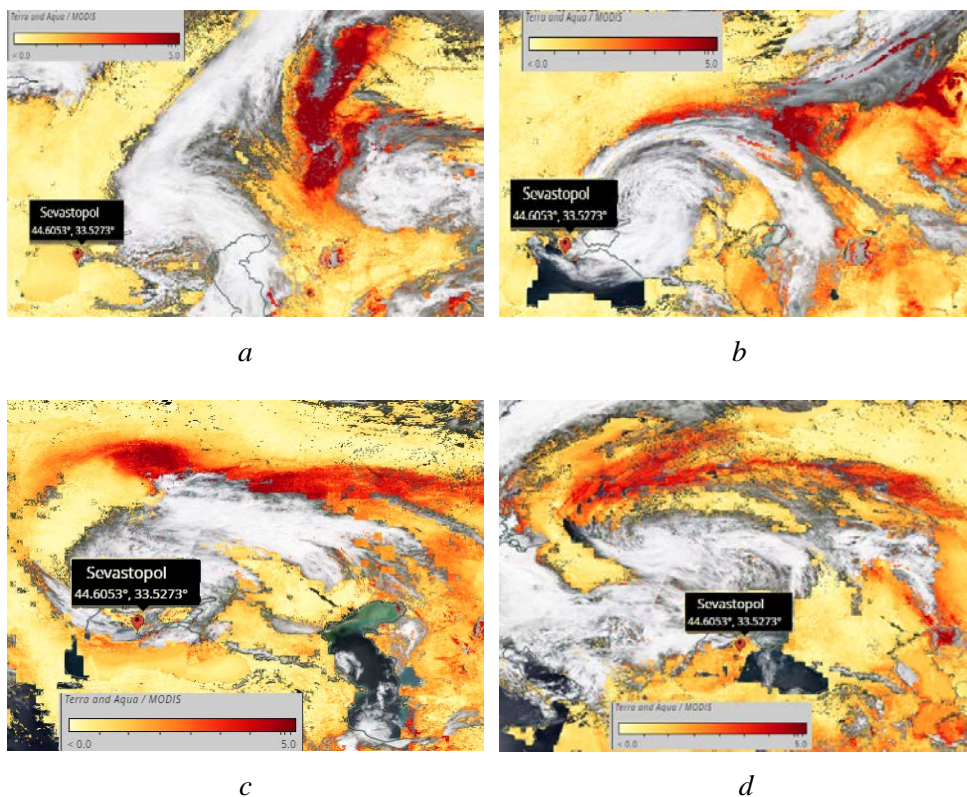 Terra and Aqua / MODIS
< 0.0 5.0
Sevastopol
44.6053°, 33.5273°
a
Terra and Aqua / MODIS
< 0.0 5.0
Sevastopol
44.6053°, 33.5273°
b
Sevastopol
44.6053°, 33.5273°
Terra and Aqua / MODIS
< 0.0 5.0
c
Sevastopol
44.6053°, 33.5273°
Terra and Aqua / MODIS
< 0.0 5.0
d